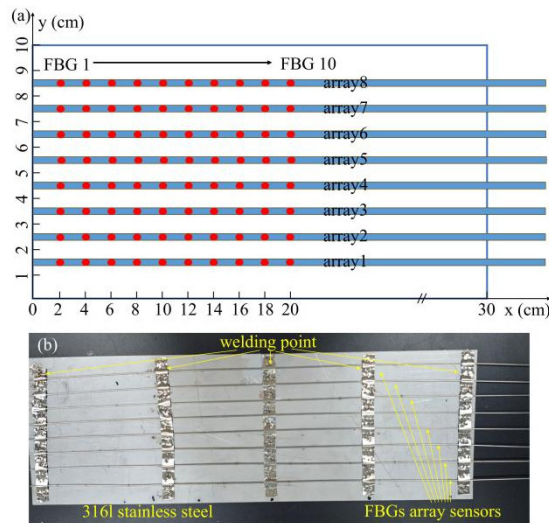 (a)
y (cm)
10
9
8
7
6
5
4
3
2
1
FBG 1
FBG 10
array8
array7
array6
array5
array4
array3
array2
array1
0 2 4 6 8 10 12 14 16 18 20 30 x (cm)
(b)
welding point
316l stainless steel
FBGs array sensors